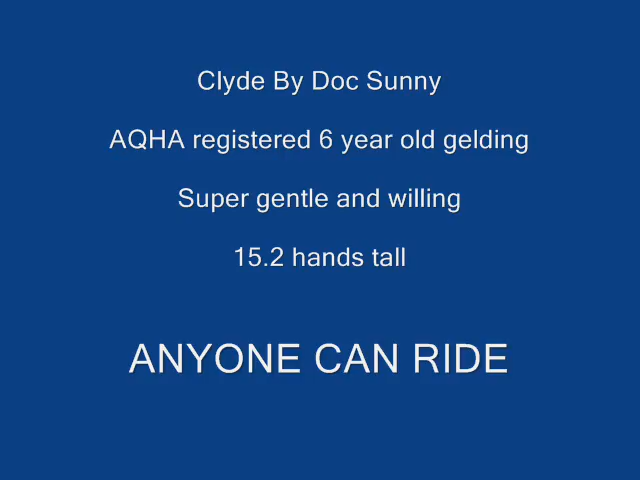 Clyde By Doc Sunny
AQHA registered 6 year old gelding
Super gentle and willing
15.2 hands tall
ANYONE CAN RIDE